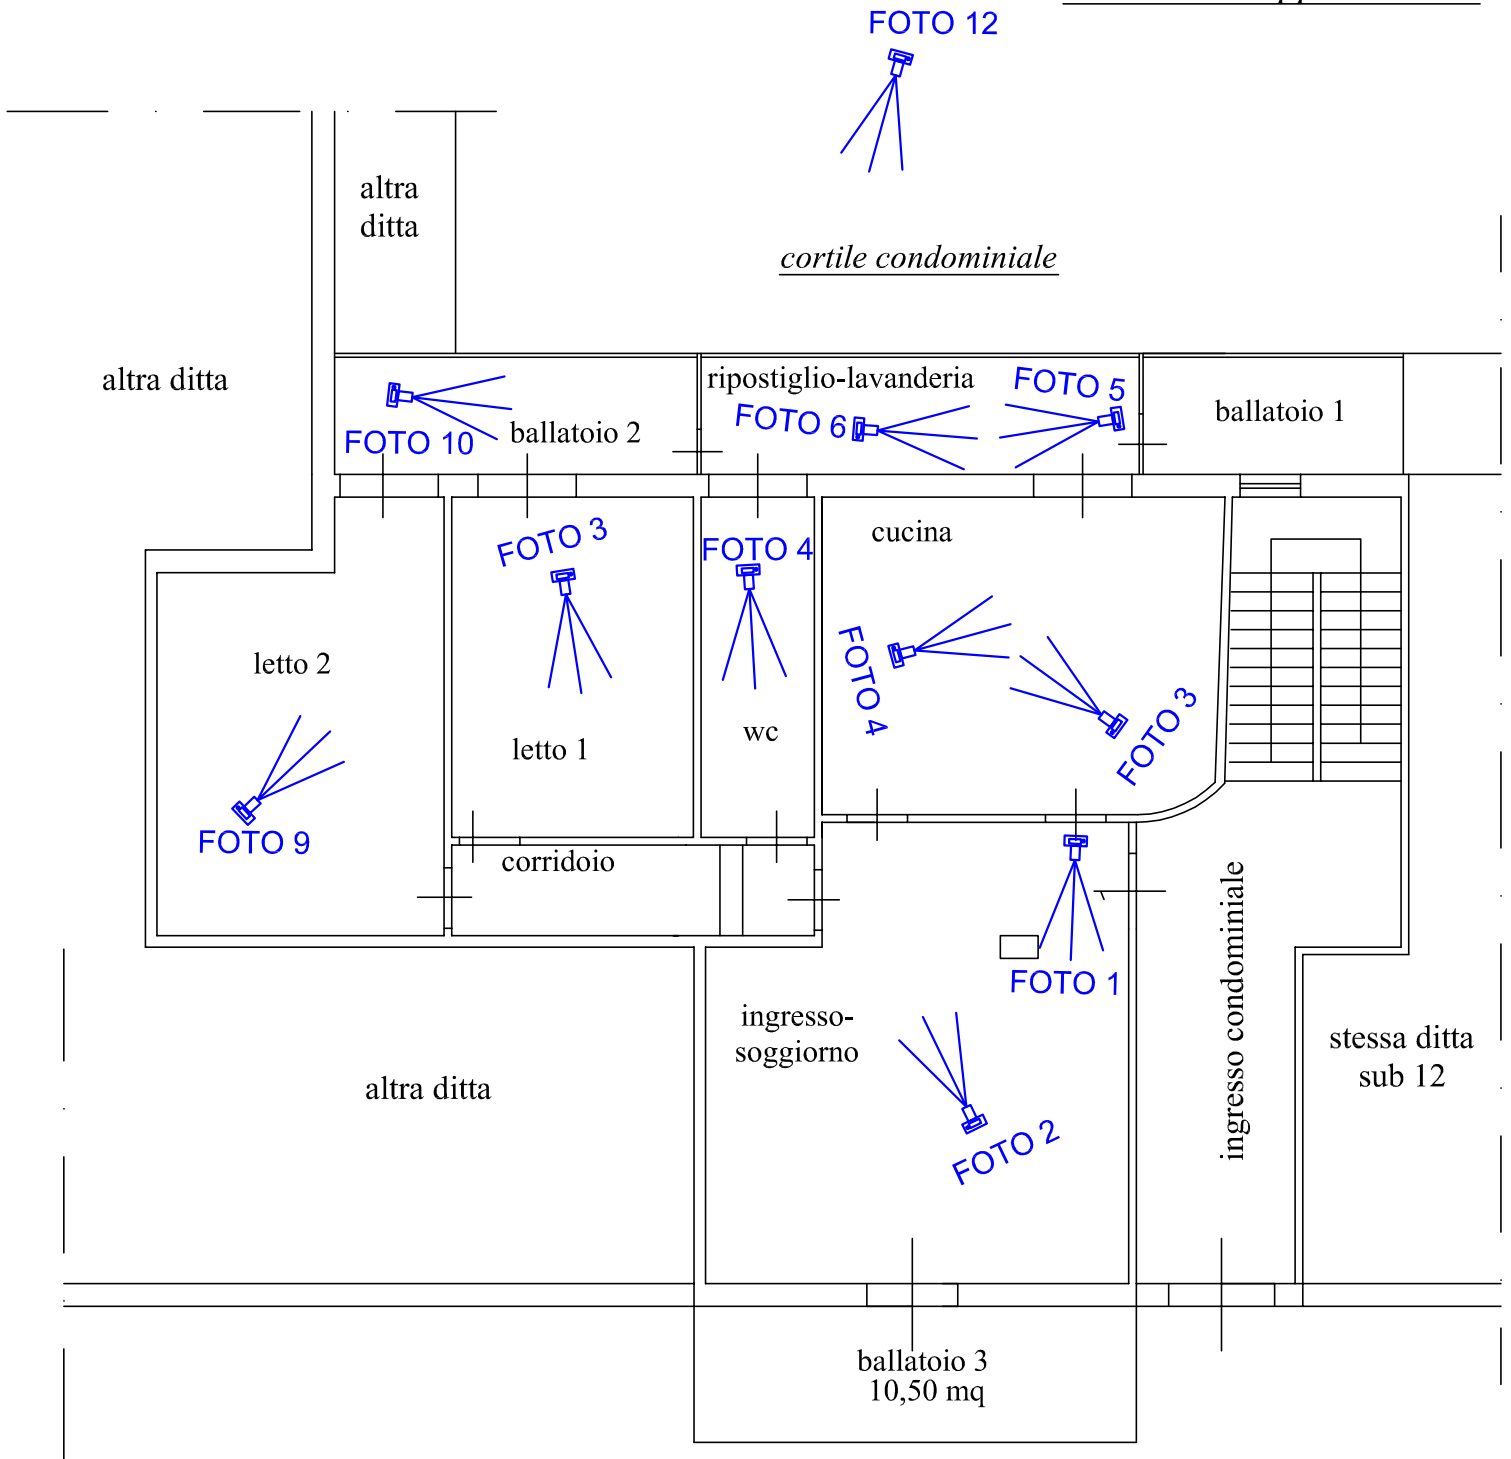 FOTO 12
altra
ditta
cortile condominiale
altra ditta
ripostiglio-lavanderia
FOTO 5
FOTO 6
ballatoio 1
FOTO 10
ballatoio 2
cucina
FOTO 3
FOTO 4
letto 2
FOTO 4
FOTO 3
letto 1
wc
FOTO 9
corridoio
ingresso condominiale
FOTO 1
ingresso-
soggiorno
stessa ditta
sub 12
altra ditta
FOTO 2
ballatoio 3
10,50 mq